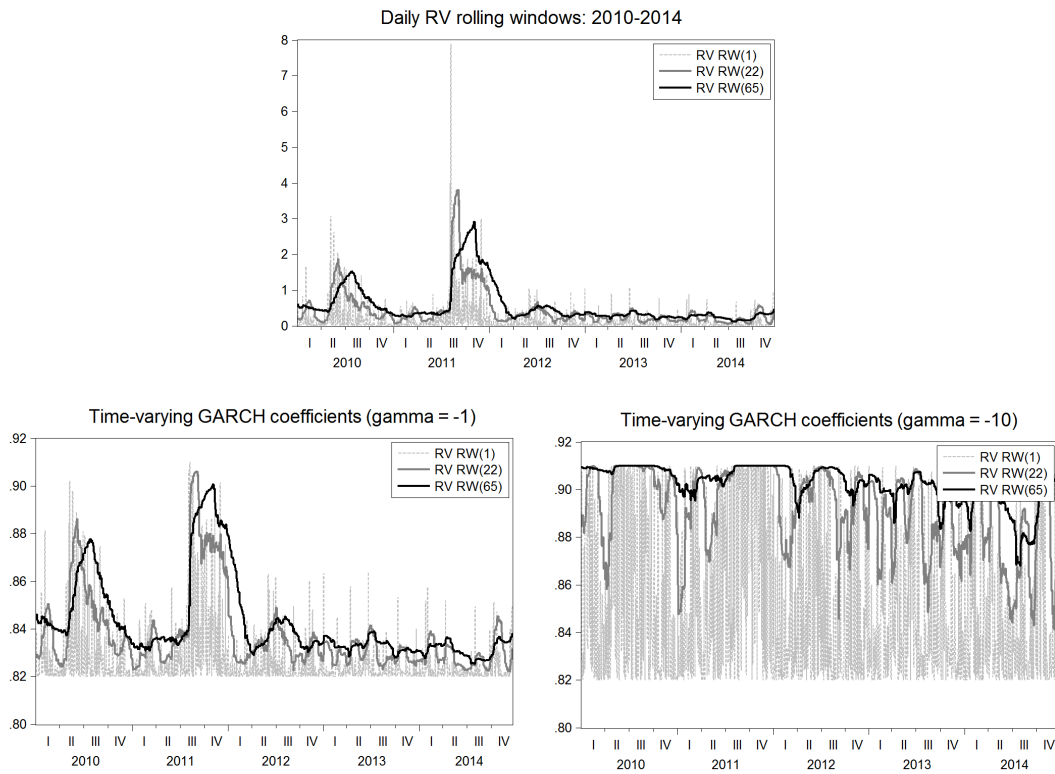 Daily RV rolling windows: 2010-2014
8
7
6
5
4
3
2
1
0
RV RW(1)
RV RW(22)
RV RW(65)
I II III IV I II III IV I II III IV I II III IV I II III IV
2010 2011 2012 2013 2014
Time-varying GARCH coefficients (gamma = -1)
.92
.90
.88
.86
.84
.82
.80
RV RW(1)
RV RW(22)
RV RW(65)
I II III IV I II III IV I II III IV I II III IV I II III IV
2010 2011 2012 2013 2014
Time-varying GARCH coefficients (gamma = -10)
.92
.90
.88
.86
.84
.82
.80
RV RW(1)
RV RW(22)
RV RW(65)
I II III IV I II III IV I II III IV I II III IV I II III IV
2010 2011 2012 2013 2014